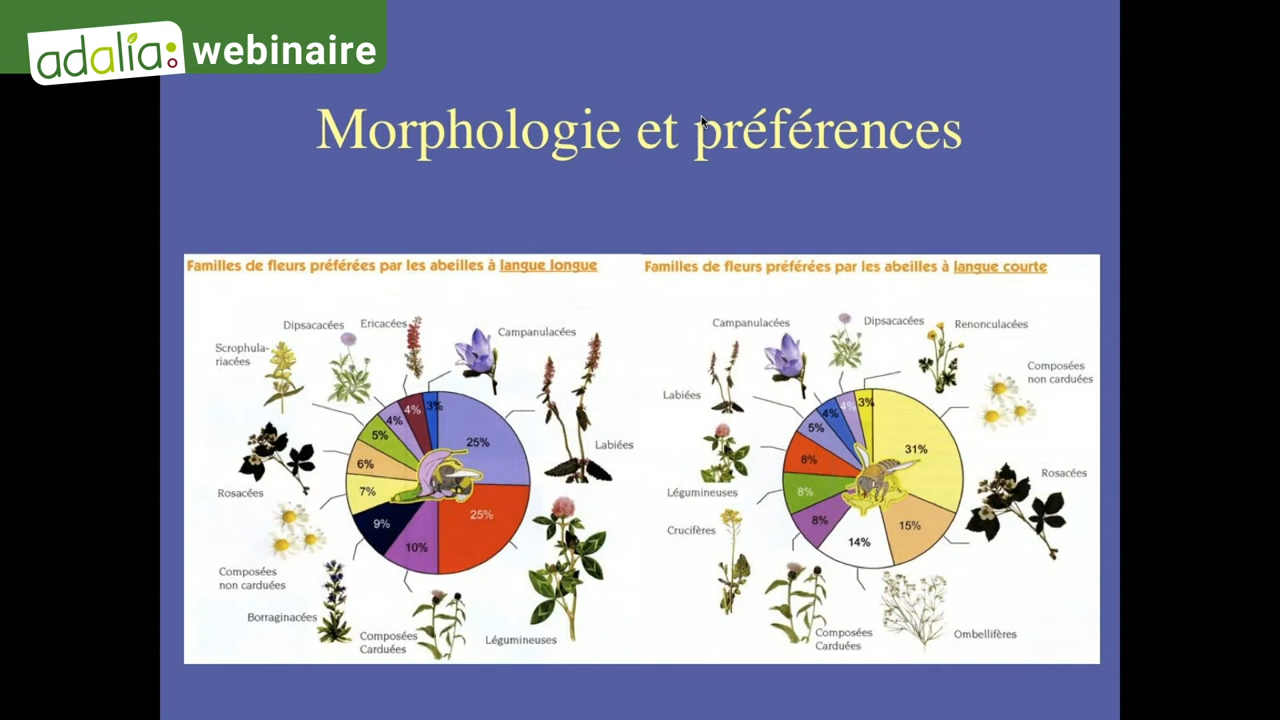 adalia:
webinaire
Morphologie et préférences
Familles de fleurs préférées par les abeilles à langue longue
Dipsacacées
Ericacées
Campanulacées
Scrophula-
riacées
Labiées
Rosacées
Composées
non carduées
Borraginacées
Composées
Carduées
Légumineuses
25%
25%
10%
9%
7%
6%
5%
4%
4%
3%
Familles de fleurs préférées par les abeilles à langue courte
Campanulacées
Dipsacacées
Renonculacées
Composées
non carduées
Labiées
Rosacées
Légumineuses
Crucifères
Composées
Carduées
Ombellifères
31%
15%
14%
8%
8%
8%
5%
4%
4%
3%